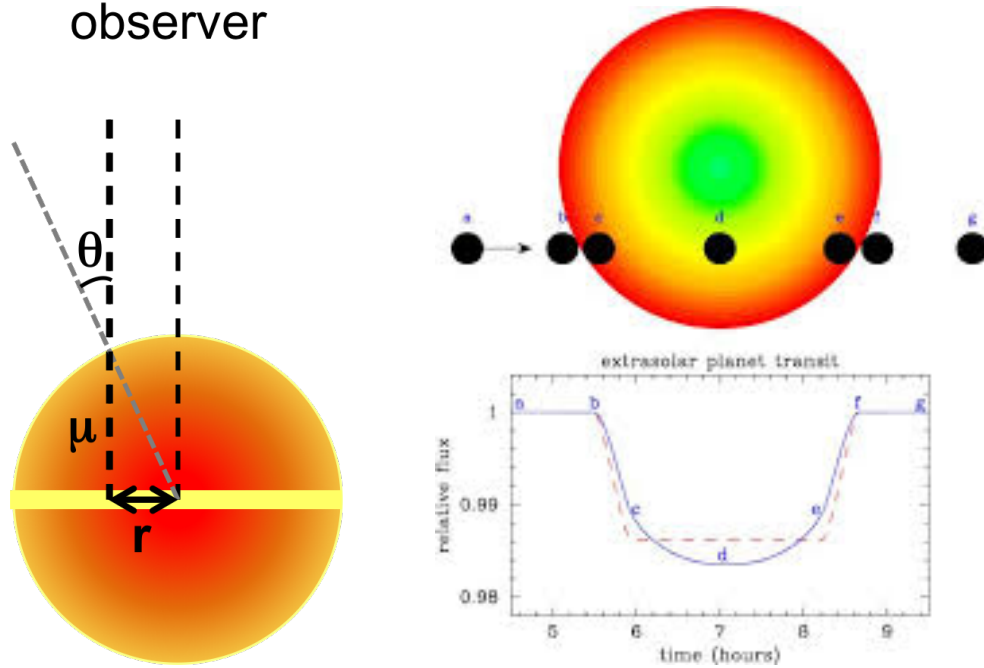 observer
θ
μ
r
a b c d e f g
extrasolar planet transit
relative flux
1
0.99
0.98
a b c d e f g
5 6 7 8 9
time (hours)